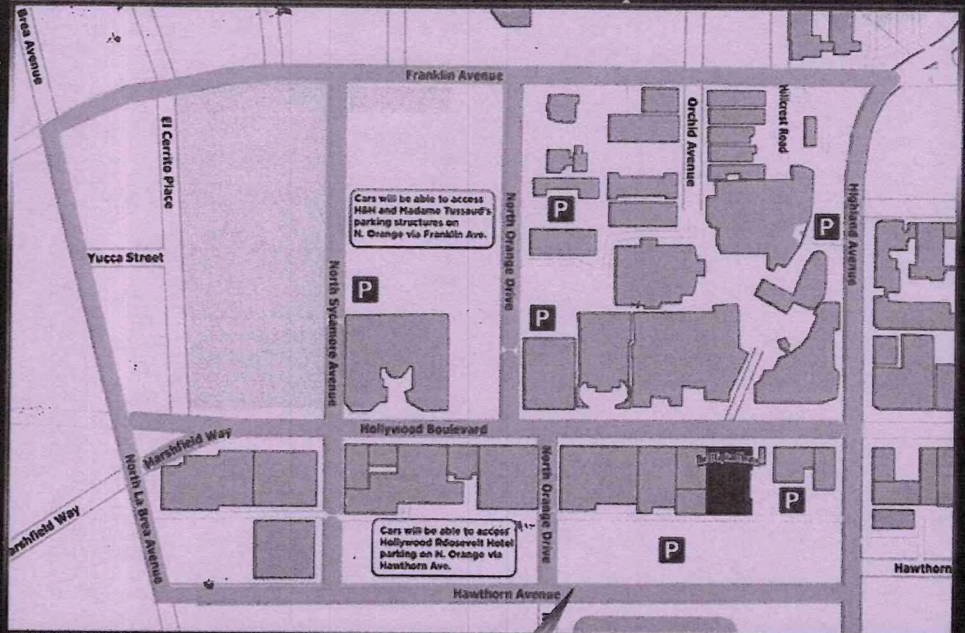 Brea Avenue
Franklin Avenue
El Cerrito Place
Orchid Avenue
Hillcrest Road
Cars will be able to access
H&H and Madame Tussaud's
parking structures on
N. Orange via Franklin Ave.
North Orange Drive
P
P
Highland Avenue
Yucca Street
North Sycamore Avenue
P
P
Hollywood Boulevard
Marshfield Way
North La Brea Avenue
North Orange Drive
P
arshfield Way
Cars will be able to access
Hollywood Roosevelt Hotel
parking on N. Orange via
Hawthorn Ave.
P
Hawthorn
Hawthorn Avenue